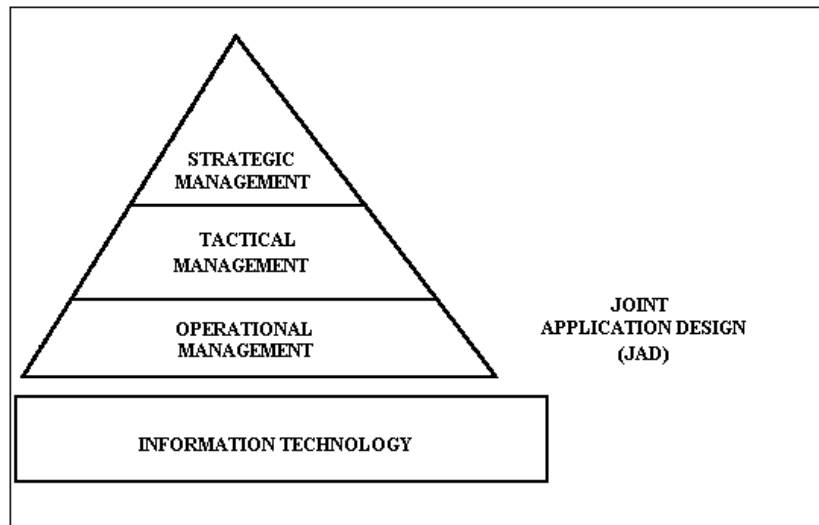 STRATEGIC
MANAGEMENT
TACTICAL
MANAGEMENT
OPERATIONAL
MANAGEMENT
JOINT
APPLICATION DESIGN
(JAD)
INFORMATION TECHNOLOGY